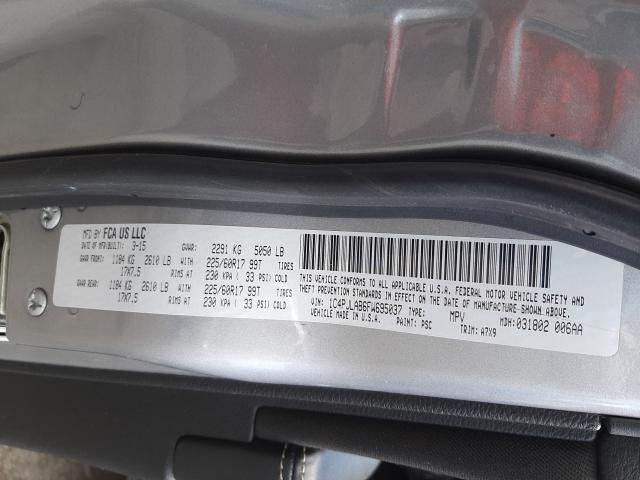 MFD BY FCA US LLC
DATE OF MFR/BUILT: 3-15 GVWR: 2291 KG 5050 LB
GAWR FRONT: 1184 KG 2610 LB WITH 225/60R17 99T TIRES
17X7.5 RIMS AT 230 KPA ( 33 PSI) COLD
GAWR REAR: 1184 KG 2610 LB WITH 225/60R17 99T TIRES
17X7.5 RIMS AT 230 KPA ( 33 PSI) COLD
THIS VEHICLE CONFORMS TO ALL APPLICABLE U.S.A. FEDERAL MOTOR VEHICLE SAFETY AND
THEFT PREVENTION STANDARDS IN EFFECT ON THE DATE OF MANUFACTURE SHOWN ABOVE.
VIN: 1C4PJLAB6FW695037 TYPE: MPV MDH: 031802 006AA
VEHICLE MADE IN U.S.A. PAINT: PSC TRIM: A7X9